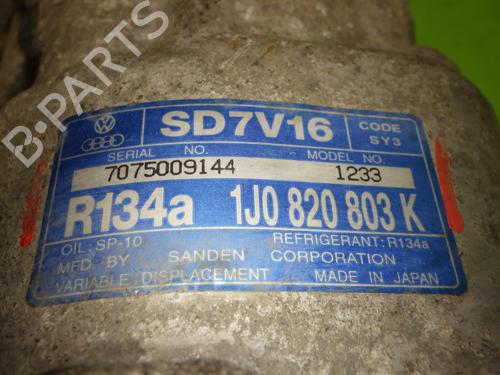 B-PARTS
SD7V16
CODE
SY3
SERIAL NO.
MODEL NO.
7075009144
1233
R134a
1J0 820 803 K
OIL: SP-10
REFRIGERANT: R134a
MFD. BY SANDEN CORPORATION
VARIABLE DISPLACEMENT
MADE IN JAPAN